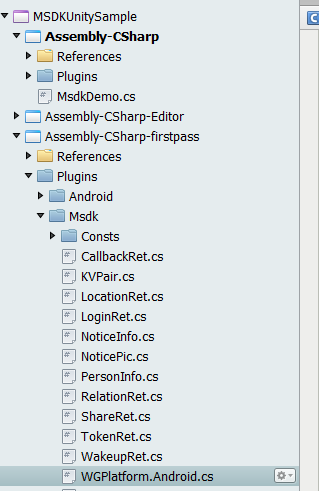 MSDKUnitySample
Assembly-CSharp
References
Plugins
MsdkDemo.cs
Assembly-CSharp-Editor
Assembly-CSharp-firstpass
References
Plugins
Android
Msdk
Consts
CallbackRet.cs
KVPair.cs
LocationRet.cs
LoginRet.cs
NoticeInfo.cs
NoticePic.cs
PersonInfo.cs
RelationRet.cs
ShareRet.cs
TokenRet.cs
WakeupRet.cs
WGPlatform.Android.cs